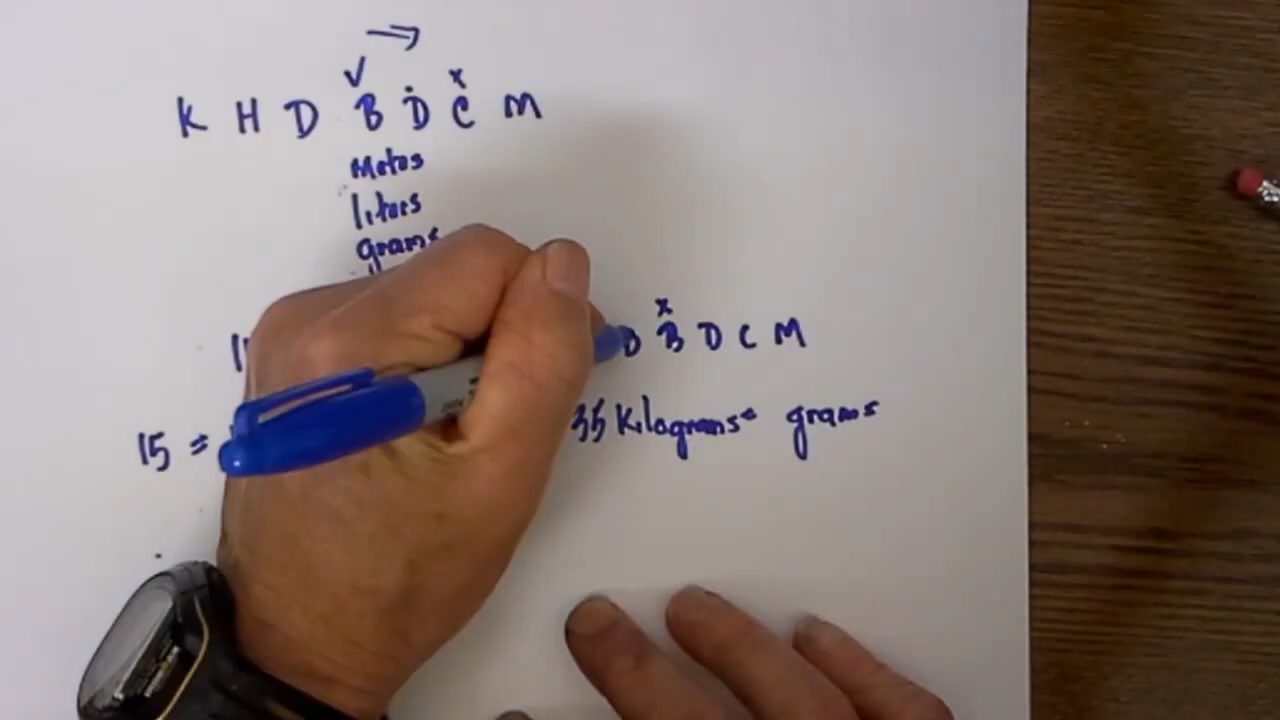 K H D B D C M
Meters
liters
grams
D B D C M
15 =
35 Kilograms = grams